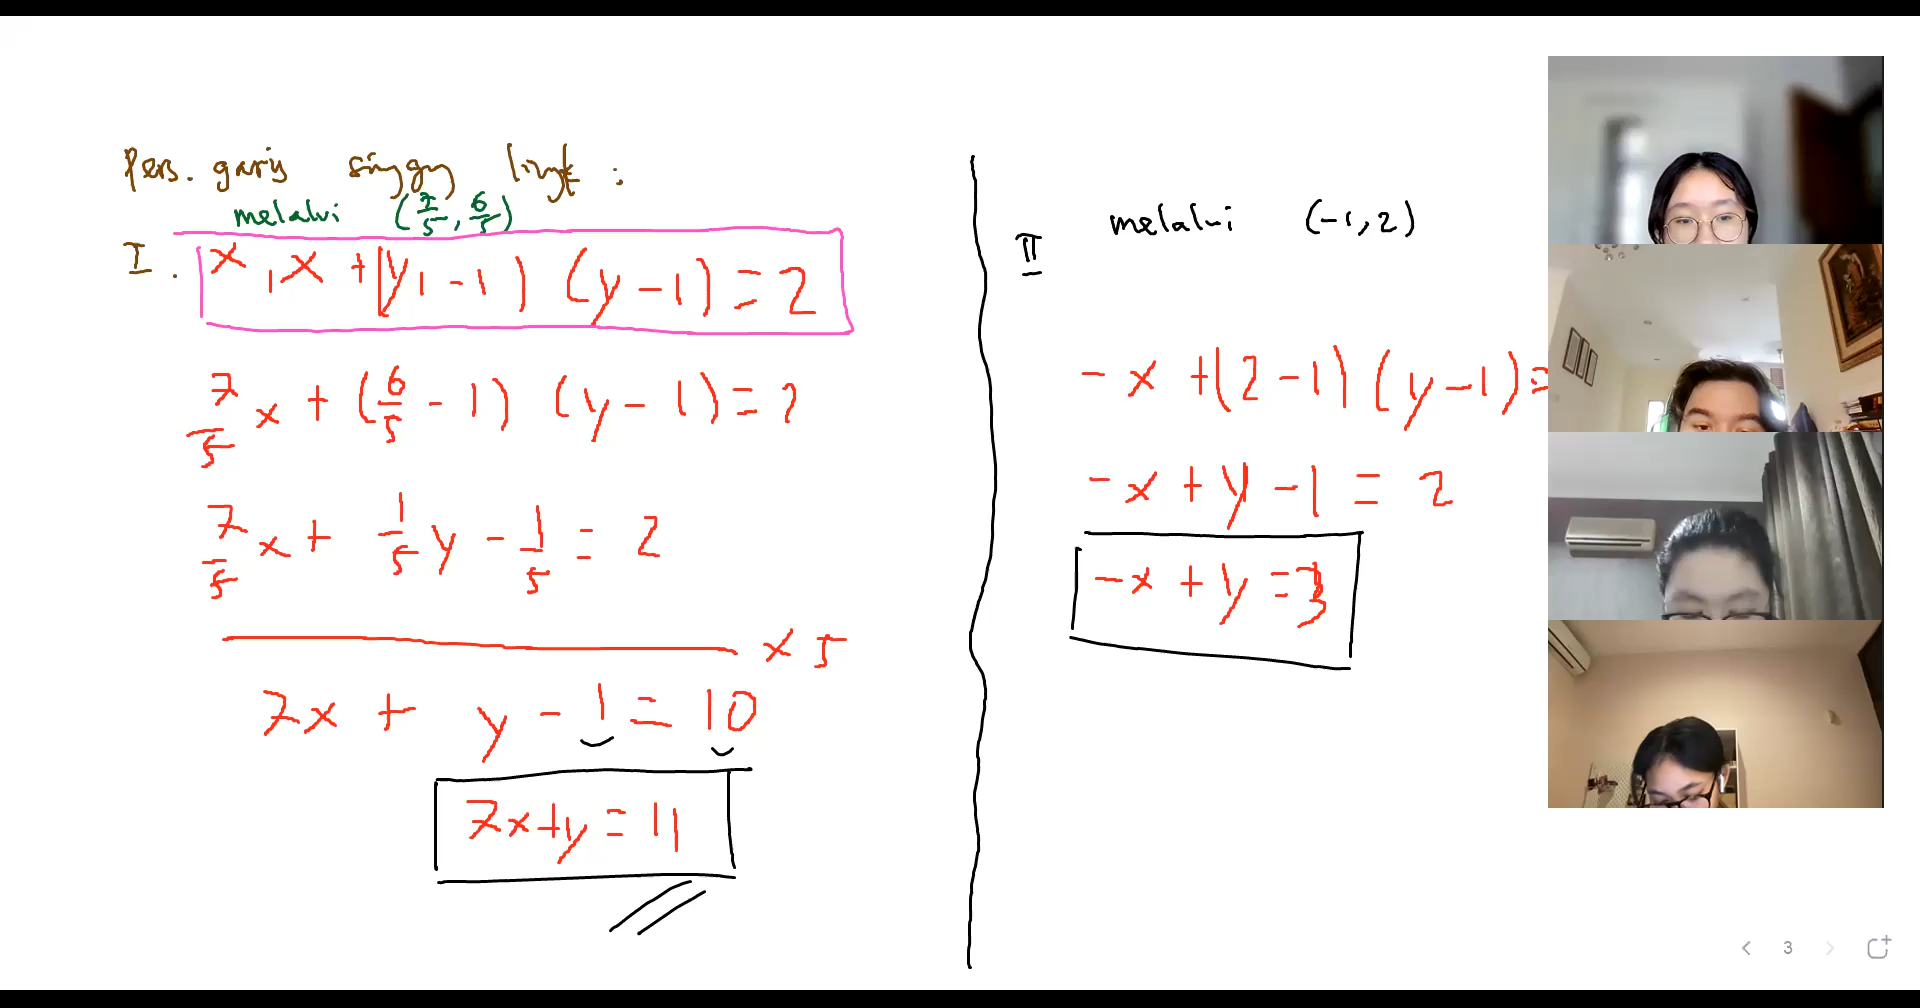 Pers. garis singgung lingk :
melalui (7/5, 6/5)
I. x₁x + (y₁ - 1) (y - 1) = 2
7/5 x + (6/5 - 1) (y - 1) = 2
7/5 x + 1/5 y - 1/5 = 2
× 5
7x + y - 1 = 10
7x + y = 11
II melalui (-1, 2)
- x + (2 - 1) (y - 1) =
- x + y - 1 = 2
- x + y = 3
3